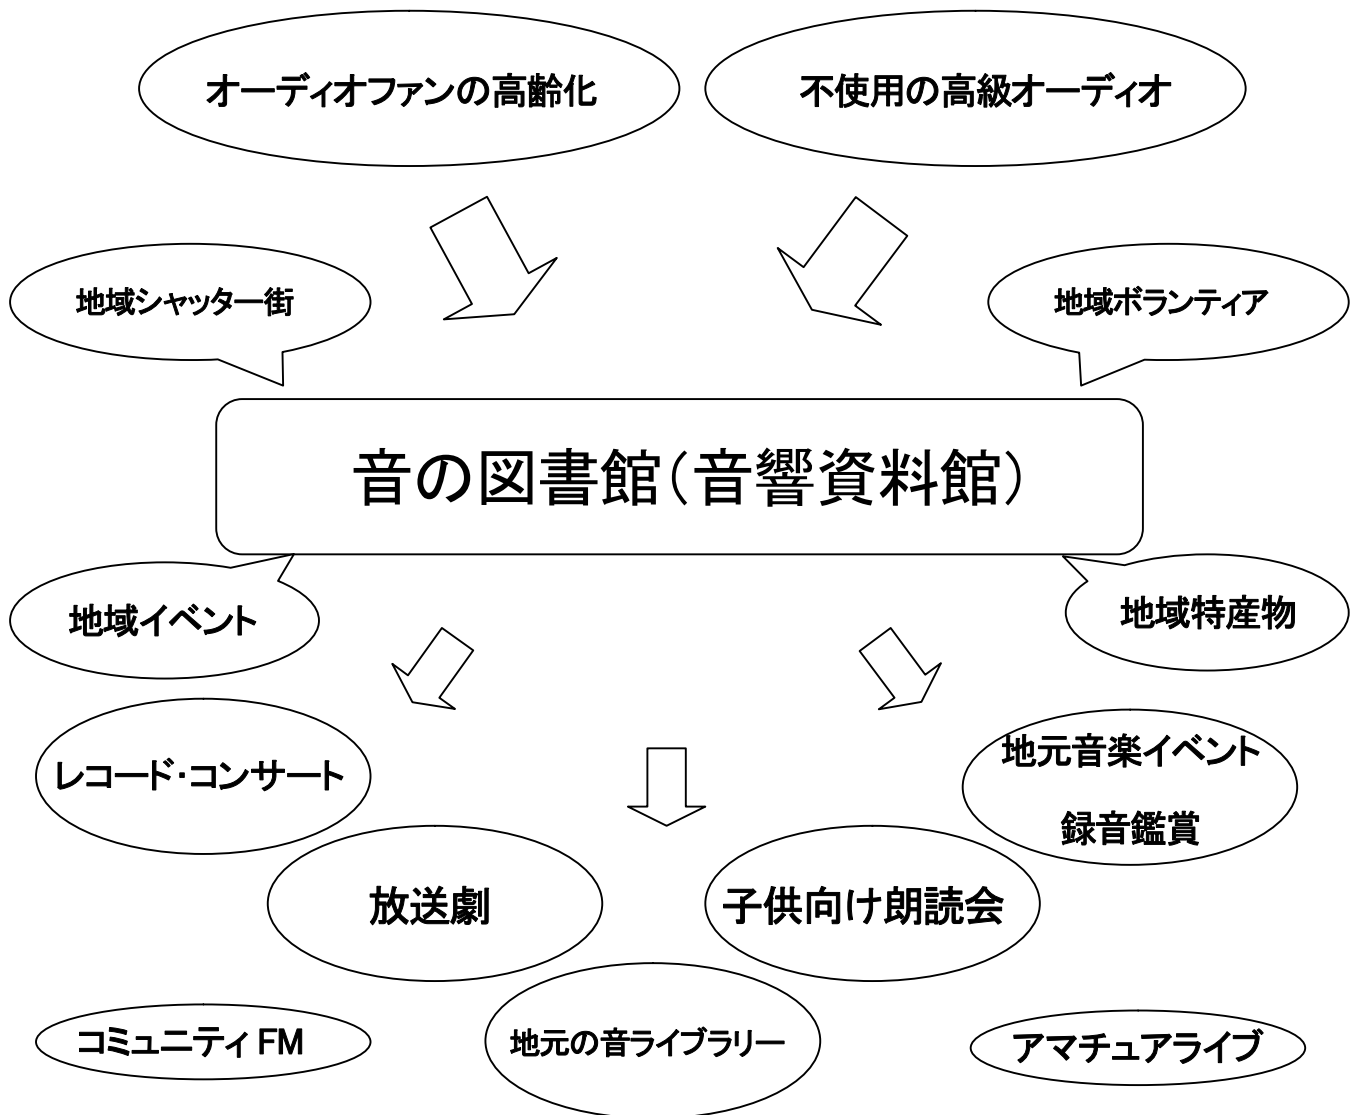 オーディオファンの高齢化
不使用の高級オーディオ
地域シャッター街
地域ボランティア
音の図書館(音響資料館)
地域イベント
地域特産物
レコード・コンサート
地元音楽イベント
録音鑑賞
放送劇
子供向け朗読会
コミュニティFM
地元の音ライブラリー
アマチュアライブ